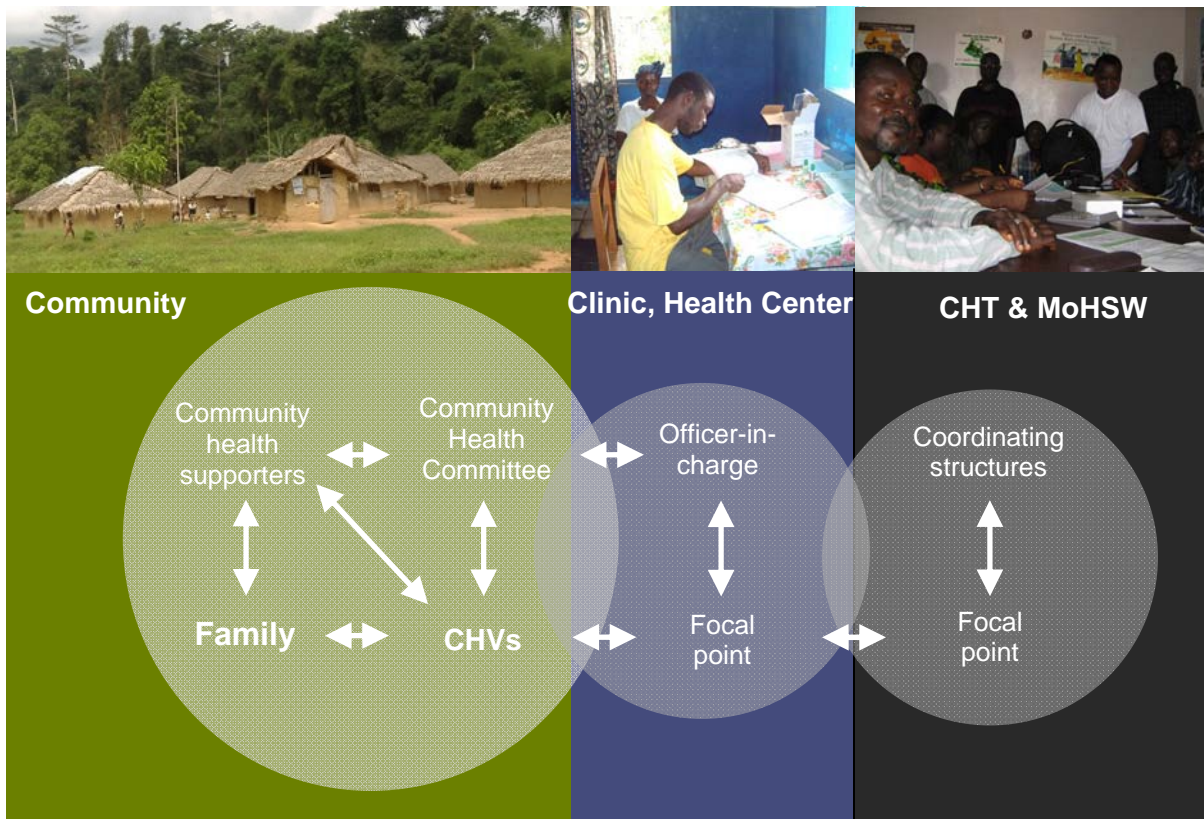 Community
Clinic, Health Center
CHT & MoHSW
Community
health
supporters
Community
Health
Committee
Officer-in-
charge
Coordinating
structures
Family
CHVs
Focal
point
Focal
point